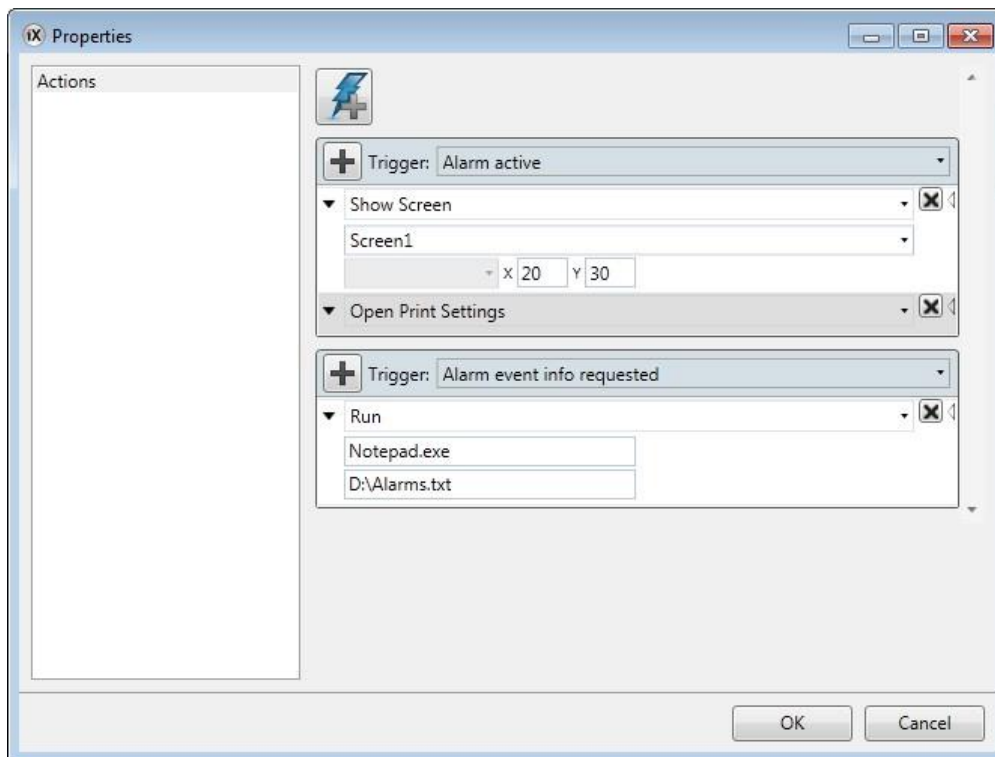 iX Properties
Actions
Trigger: Alarm active
Show Screen
Screen1
X 20 Y 30
Open Print Settings
Trigger: Alarm event info requested
Run
Notepad.exe
D:\Alarms.txt
OK Cancel